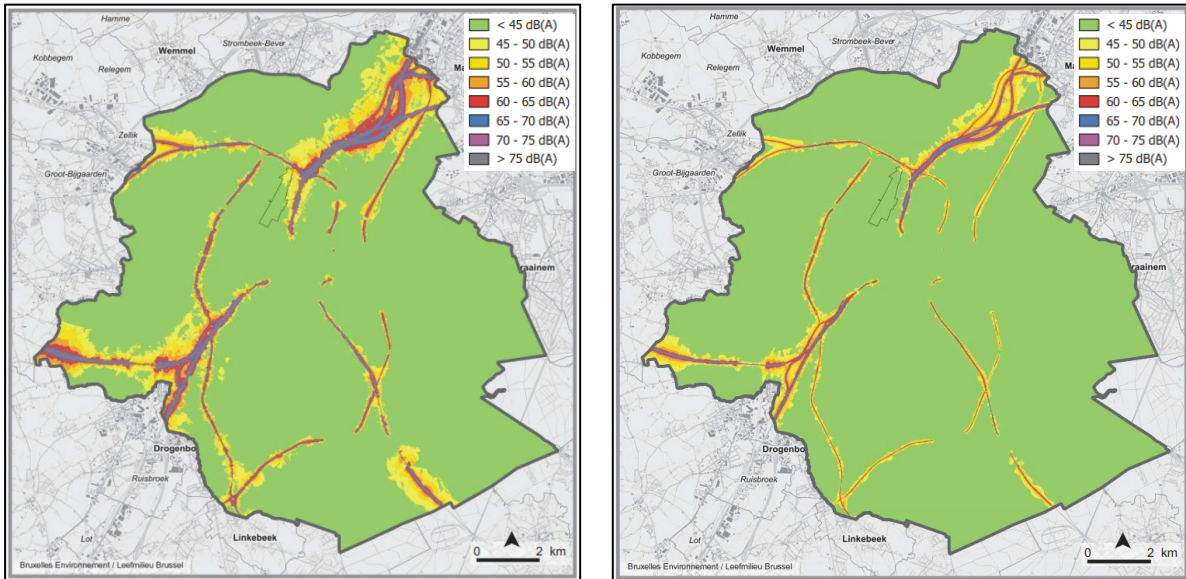 Hamme
Strombeek-Bever
Wemmel
Kobbegem
Relegem
Ma
Zellik
Groot-Bijgaarden
raainem
Drogenbo
Ruisbroek
Lot
Linkebeek
< 45 dB(A)
45 - 50 dB(A)
50 - 55 dB(A)
55 - 60 dB(A)
60 - 65 dB(A)
65 - 70 dB(A)
70 - 75 dB(A)
> 75 dB(A)
0 2 km
Bruxelles Environnement / Leefmilieu Brussel
Hamme
Strombeek-Bever
Wemmel
Kobbegem
Relegem
Ma
Zellik
Groot-Bijgaarden
raainem
Drogenbo
Ruisbroek
Lot
Linkebeek
< 45 dB(A)
45 - 50 dB(A)
50 - 55 dB(A)
55 - 60 dB(A)
60 - 65 dB(A)
65 - 70 dB(A)
70 - 75 dB(A)
> 75 dB(A)
0 2 km
Bruxelles Environnement / Leefmilieu Brussel